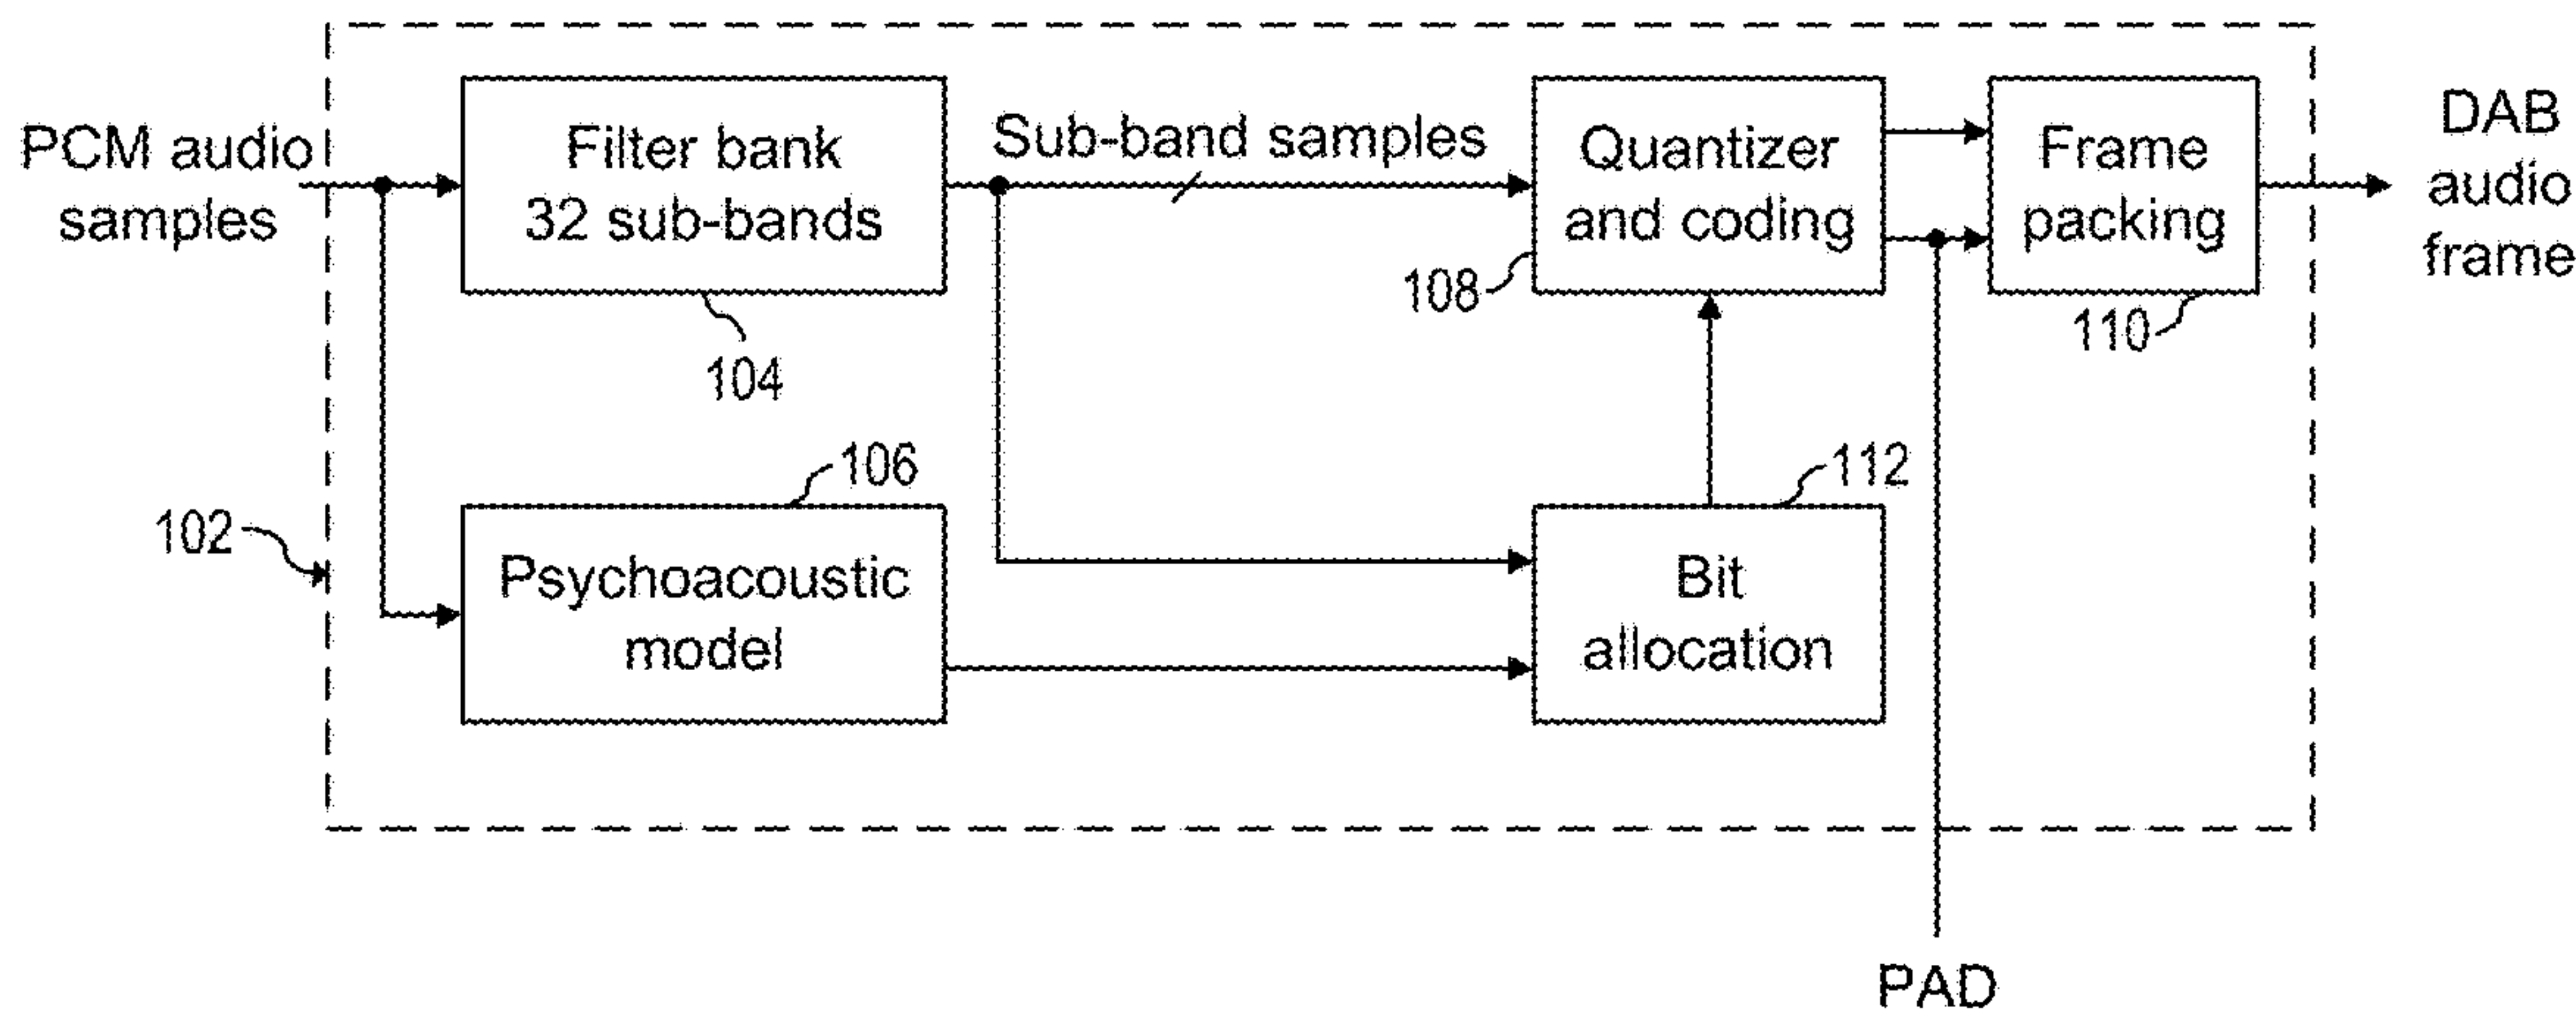 PCM audio
samples
Filter bank
32 sub-bands
104
Sub-band samples
Quantizer
and coding
108
Frame
packing
110
DAB
audio
frame
102
106
Psychoacoustic
model
112
Bit
allocation
PAD